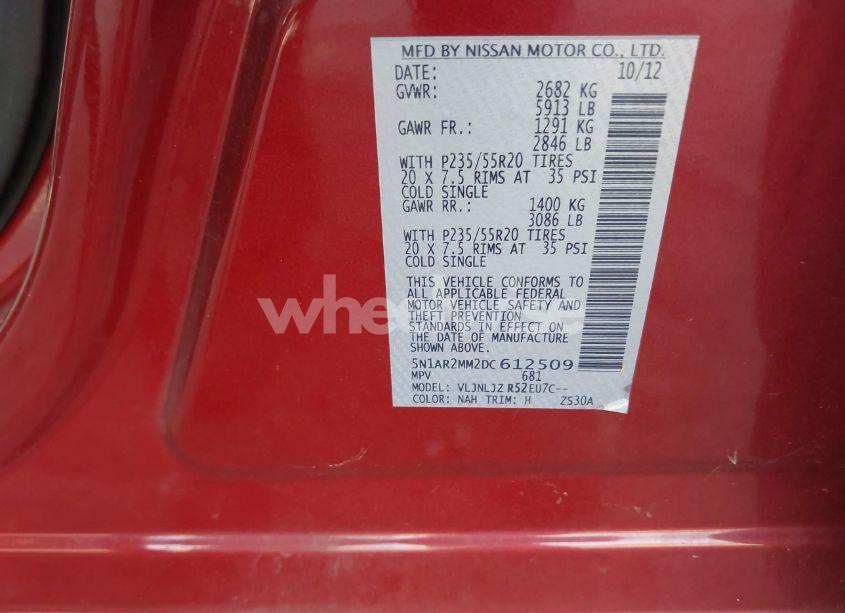 MFD BY NISSAN MOTOR CO., LTD.
DATE: 10/12
GVWR: 2682 KG
5913 LB
GAWR FR.: 1291 KG
2846 LB
WITH P235/55R20 TIRES
20 X 7.5 RIMS AT 35 PSI
COLD SINGLE
GAWR RR.: 1400 KG
3086 LB
WITH P235/55R20 TIRES
20 X 7.5 RIMS AT 35 PSI
COLD SINGLE
THIS VEHICLE CONFORMS TO
ALL APPLICABLE FEDERAL
MOTOR VEHICLE SAFETY AND
THEFT PREVENTION
STANDARDS IN EFFECT ON
THE DATE OF MANUFACTURE
SHOWN ABOVE.
5N1AR2MM2DC612509
MPV 681
MODEL: VLJNLJZ R52EU7C--
COLOR: NAH TRIM: H ZS30A